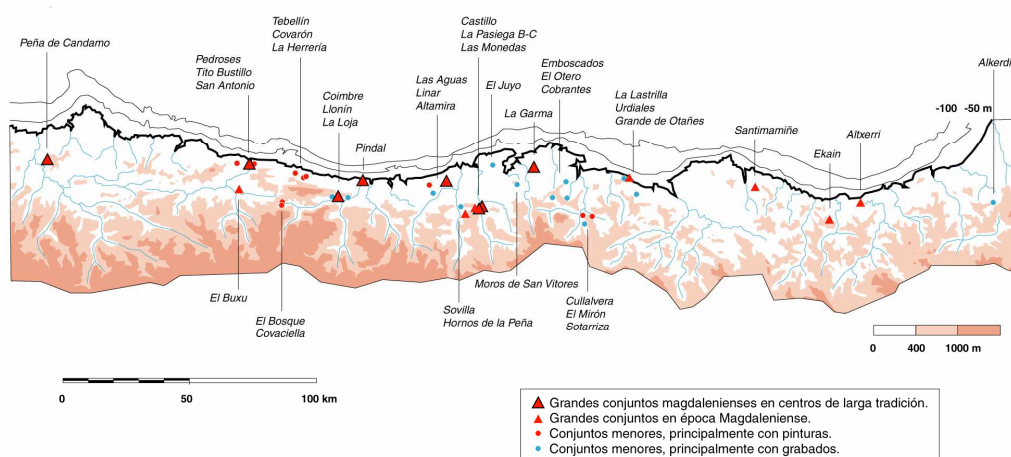 Peña de Candamo
Pedroses
Tito Bustillo
San Antonio
Tebellín
Covarón
La Herrería
Coimbre
Llonín
La Loja
Pindal
Las Aguas
Linar
Altamira
Castillo
La Pasiega B-C
Las Monedas
El Juyo
La Garma
Emboscados
El Otero
Cobrantes
La Lastrilla
Urdiales
Grande de Otañes
Santimamiñe
Ekain
Altxerri
Alkerdi
-100 -50 m
El Buxu
El Bosque
Covaciella
Sovilla
Hornos de la Peña
Moros de San Vitores
Cullalvera
El Mirón
Sotarriza
0 400 1000 m
0 50 100 km
Grandes conjuntos magdalenienses en centros de larga tradición.
Grandes conjuntos en época Magdaleniense.
Conjuntos menores, principalmente con pinturas.
Conjuntos menores, principalmente con grabados.